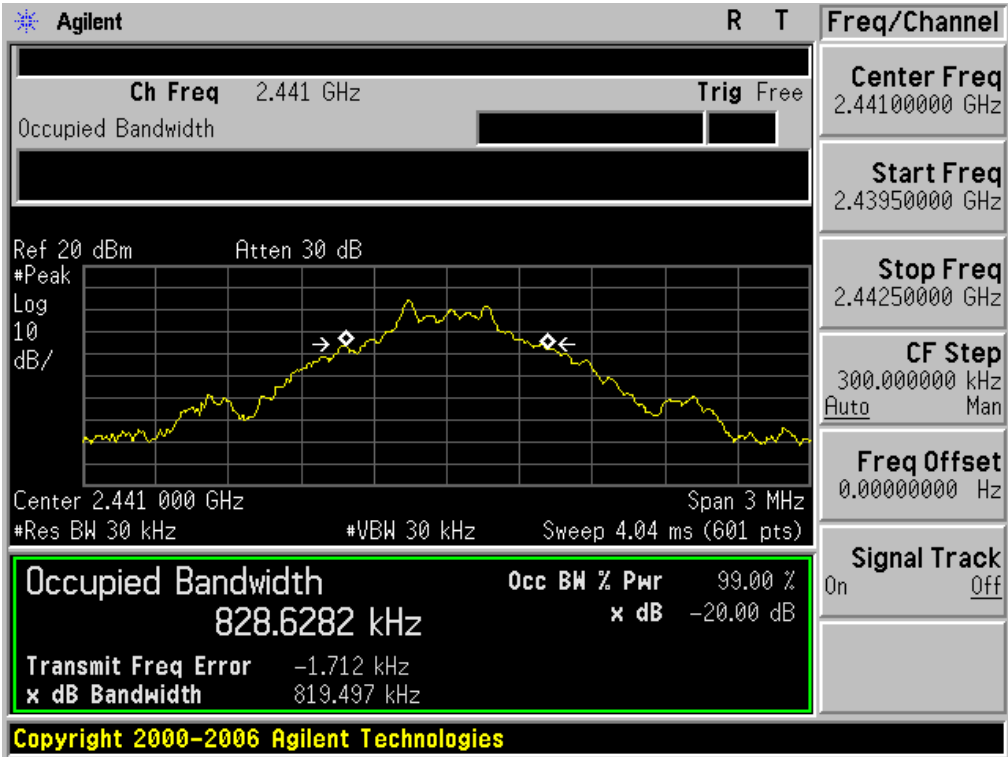 Agilent R T
Freq/Channel
Ch Freq 2.441 GHz Trig Free
Occupied Bandwidth
Center Freq
2.44100000 GHz
Start Freq
2.43950000 GHz
Stop Freq
2.44250000 GHz
CF Step
300.000000 kHz
Auto Man
Freq Offset
0.00000000 Hz
Signal Track
On Off
Ref 20 dBm Atten 30 dB
#Peak
Log
10
dB/
Center 2.441 000 GHz Span 3 MHz
#Res BW 30 kHz #VBW 30 kHz Sweep 4.04 ms (601 pts)
Occupied Bandwidth Occ BW % Pwr 99.00 %
828.6282 kHz x dB -20.00 dB
Transmit Freq Error -1.712 kHz
x dB Bandwidth 819.497 kHz
Copyright 2000-2006 Agilent Technologies